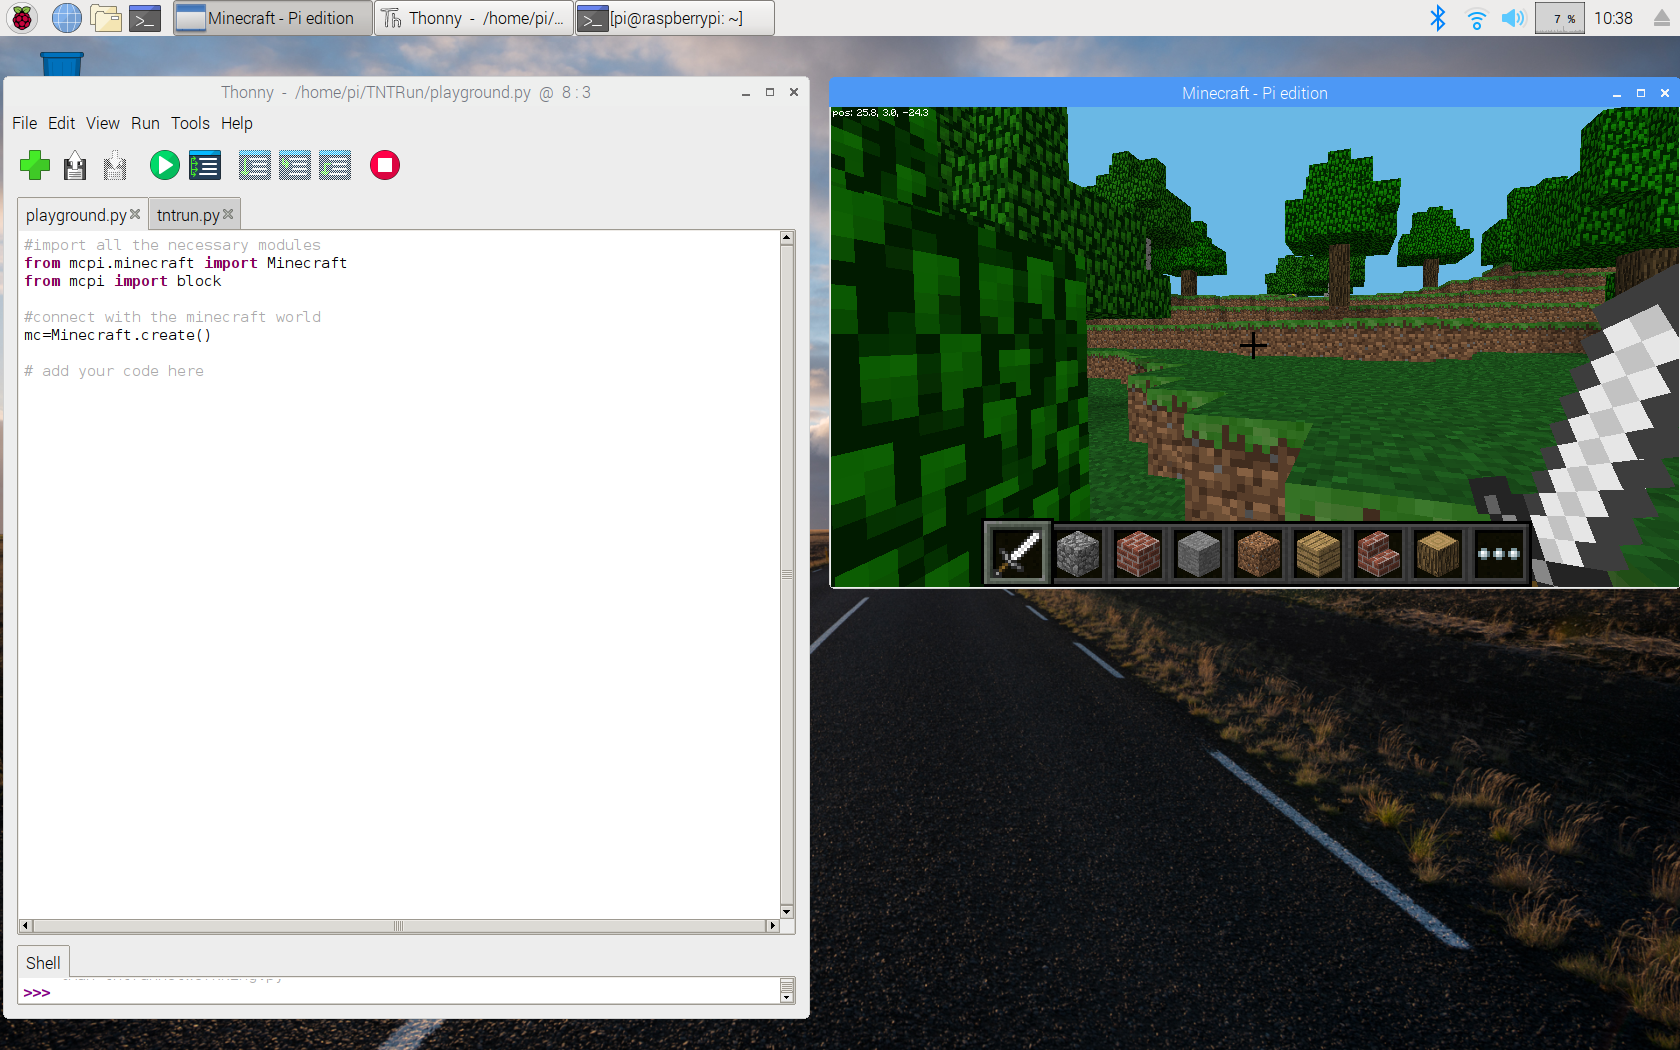 Minecraft - Pi edition
Thonny - /home/pi/...
[pi@raspberrypi: ~]
7 %
10:38
Thonny - /home/pi/TNTRun/playground.py @ 8 : 3
File Edit View Run Tools Help
playground.py
tntrun.py
#import all the necessary modules
from mcpi.minecraft import Minecraft
from mcpi import block
#connect with the minecraft world
mc=Minecraft.create()
# add your code here
Shell
>>>
Minecraft - Pi edition
pos: 25.8, 3.0, -24.3